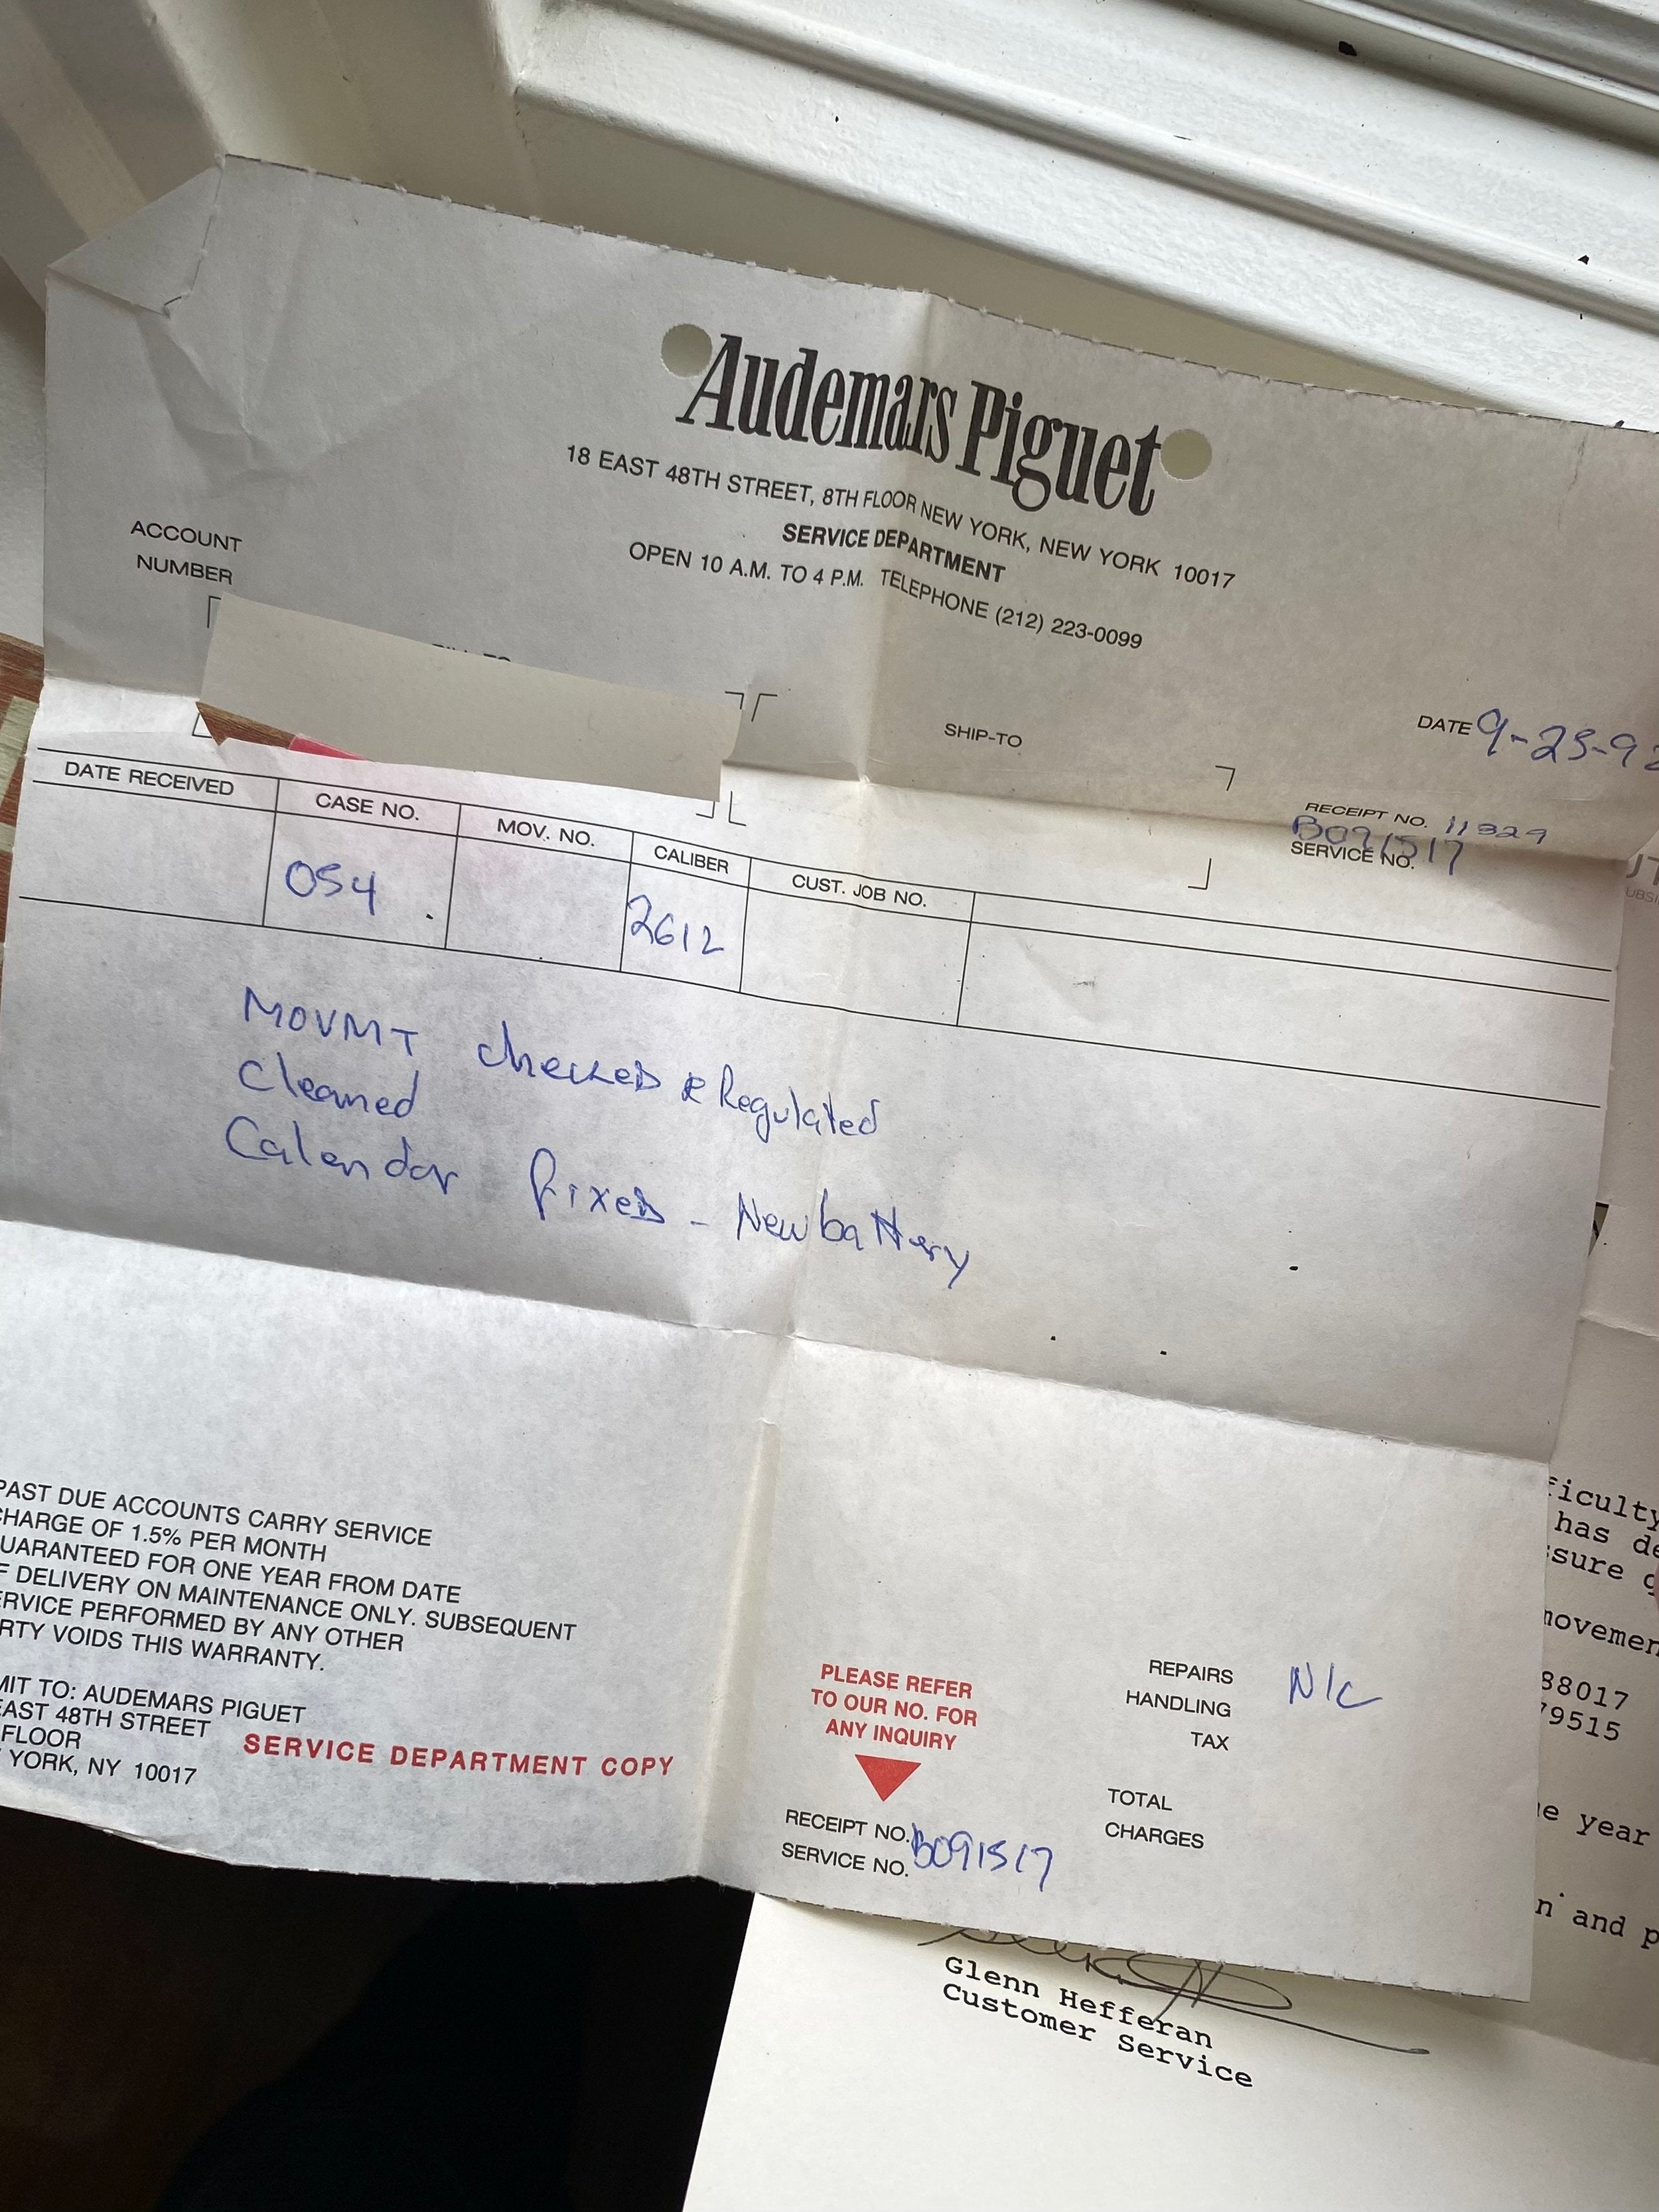 Audemars Piguet
18 EAST 48TH STREET, 8TH FLOOR NEW YORK, NEW YORK 10017
SERVICE DEPARTMENT
OPEN 10 A.M. TO 4 P.M. TELEPHONE (212) 223-0099
ACCOUNT
NUMBER
SHIP-TO
DATE 9-25-92
RECEIPT NO. 11329
B091517
SERVICE NO.
DATE RECEIVED CASE NO. MOV. NO. CALIBER CUST. JOB NO.
054 2612
MOVMT checked & Regulated
Cleaned
Calendar fixed - New battery
PAST DUE ACCOUNTS CARRY SERVICE
CHARGE OF 1.5% PER MONTH
UARANTEED FOR ONE YEAR FROM DATE
F DELIVERY ON MAINTENANCE ONLY. SUBSEQUENT
ERVICE PERFORMED BY ANY OTHER
RTY VOIDS THIS WARRANTY.
MIT TO: AUDEMARS PIGUET
EAST 48TH STREET
FLOOR
YORK, NY 10017
SERVICE DEPARTMENT COPY
PLEASE REFER
TO OUR NO. FOR
ANY INQUIRY
RECEIPT NO. B091517
SERVICE NO.
REPAIRS N/C
HANDLING
TAX
TOTAL
CHARGES
ficulty
has de
ssure
movemen
88017
79515
e year
n and p
Glenn Hefferan
Customer Service